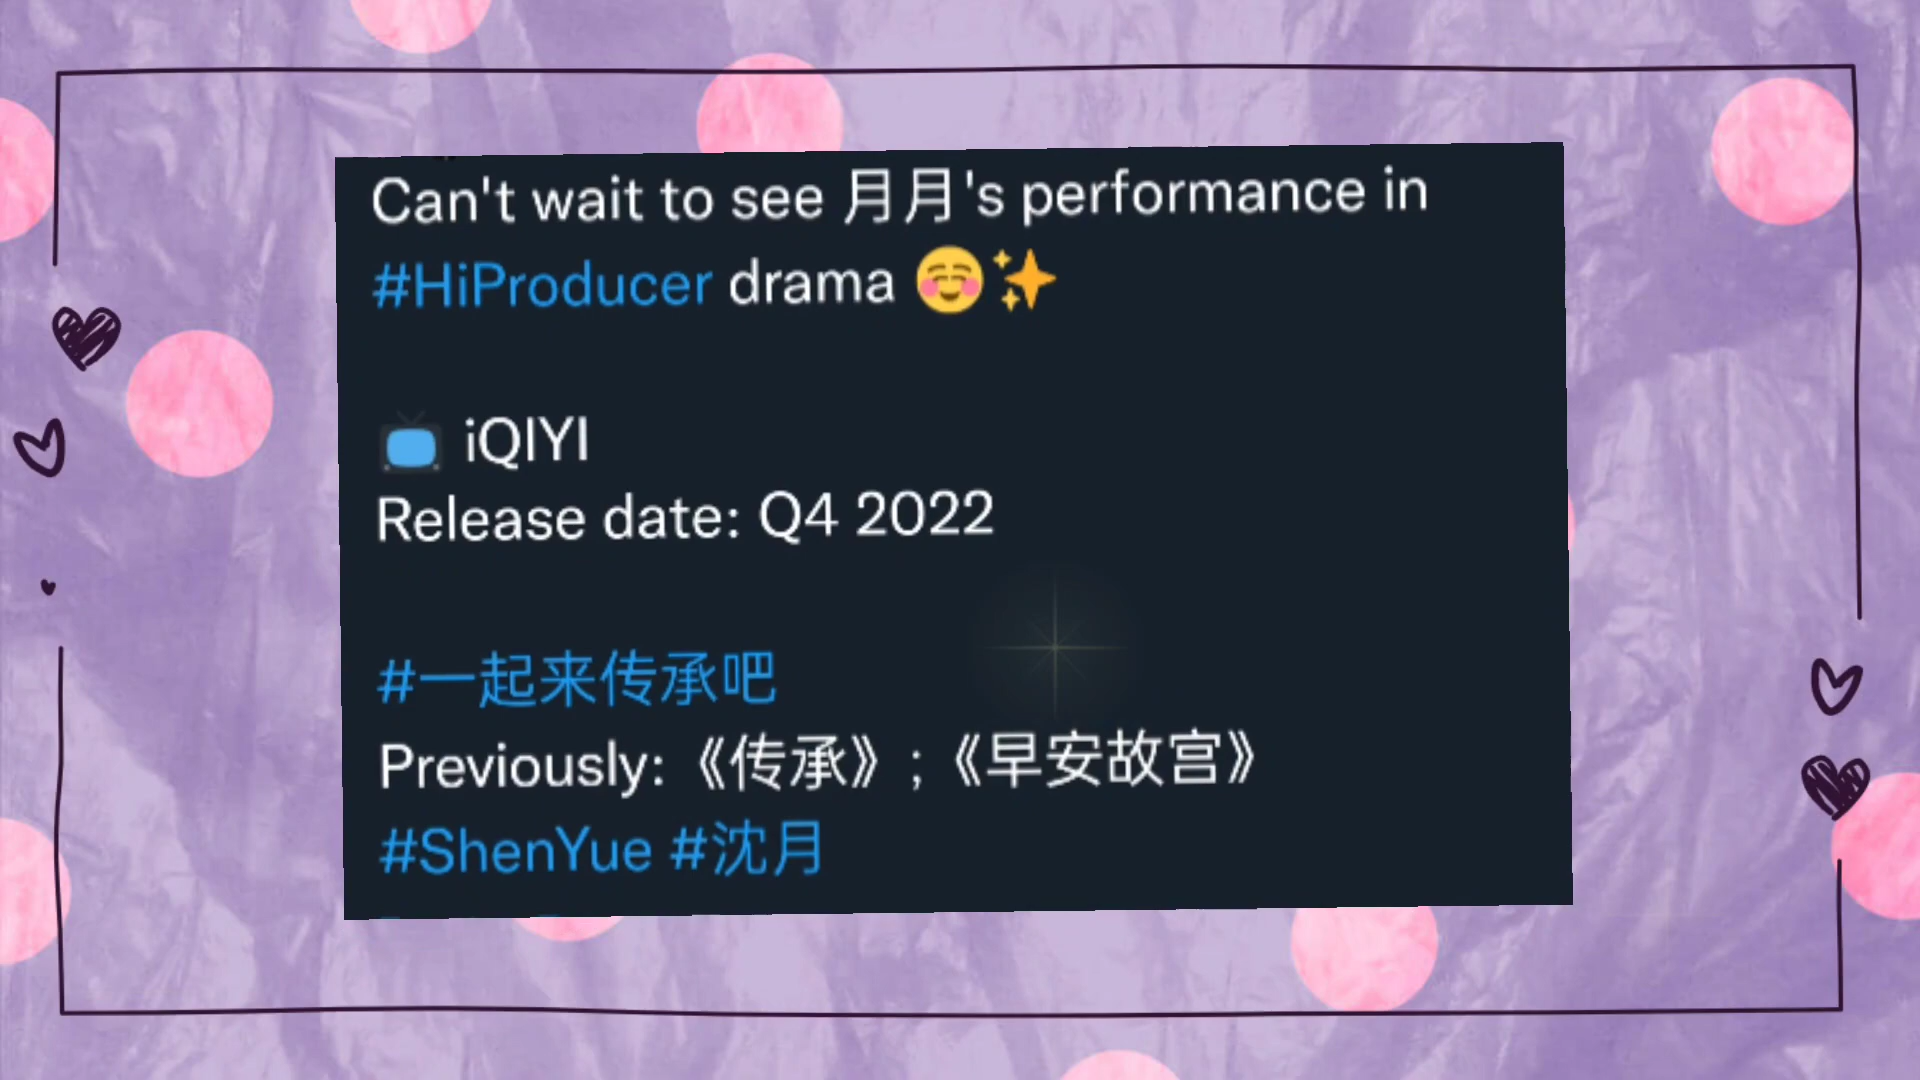 Can't wait to see 月月's performance in
#HiProducer drama 😊✨
📺 iQIYI
Release date: Q4 2022
#一起来传承吧
Previously: 《传承》;《早安故宫》
#ShenYue #沈月